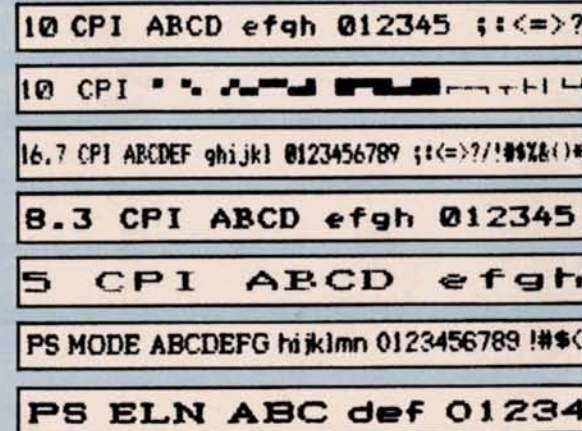 10 CPI ABCD efgh 012345 ;:<=>?
10 CPI
16.7 CPI ABCDEF ghijkl 0123456789 ;:<=>?/!#$%&()*
8.3 CPI ABCD efgh 012345
5 CPI ABCD efgh
PS MODE ABCDEFG hijklmn 0123456789 !#$
PS ELN ABC def 01234